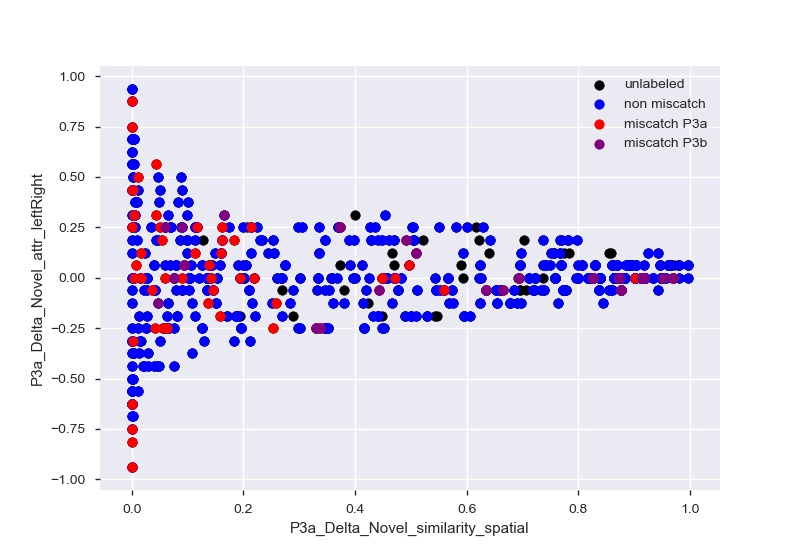 1.00
0.75
0.50
0.25
0.00
−0.25
−0.50
−0.75
−1.00
P3a_Delta_Novel_attr_leftRight
unlabeled
non miscatch
miscatch P3a
miscatch P3b
0.0 0.2 0.4 0.6 0.8 1.0
P3a_Delta_Novel_similarity_spatial